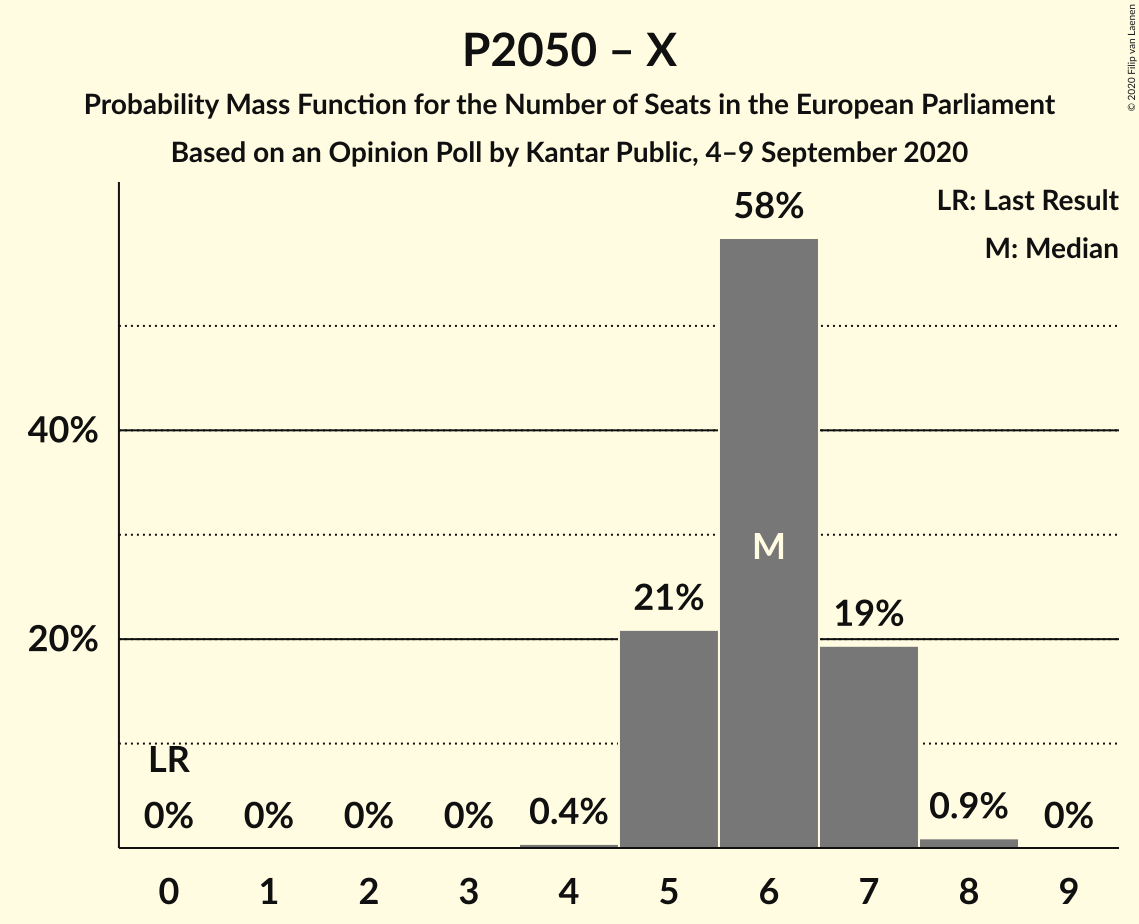 P2050 – X
Probability Mass Function for the Number of Seats in the European Parliament
Based on an Opinion Poll by Kantar Public, 4–9 September 2020
© 2020 Filip van Laenen
LR: Last Result
M: Median
58%
40%
M
21%
19%
20%
LR
0%
0%
0%
0%
0.4%
0.9%
0%
0 1 2 3 4 5 6 7 8 9